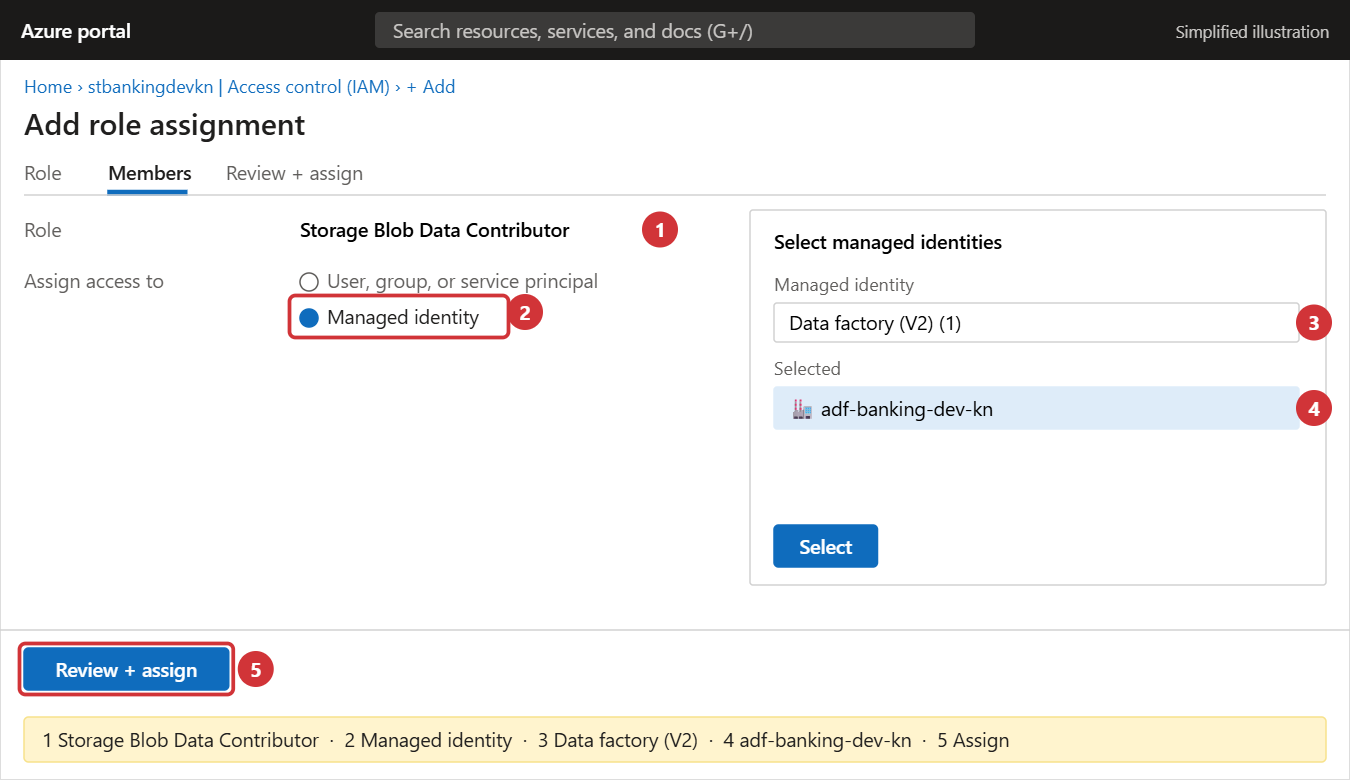 Azure portal
Search resources, services, and docs (G+/)
Simplified illustration
Home › stbankingdevkn | Access control (IAM) › + Add
Add role assignment
Role
Members
Review + assign
Role
Storage Blob Data Contributor
1
Assign access to
User, group, or service principal
Managed identity
2
Select managed identities
Managed identity
Data factory (V2) (1)
3
Selected
adf-banking-dev-kn
4
Select
Review + assign
5
1 Storage Blob Data Contributor · 2 Managed identity · 3 Data factory (V2) · 4 adf-banking-dev-kn · 5 Assign